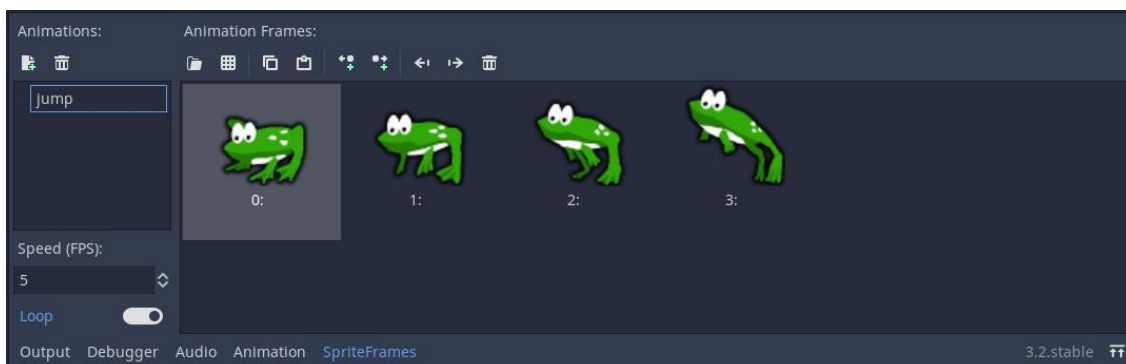 Animations:
Animation Frames:
jump
0:
1:
2:
3:
Speed (FPS):
5
Loop
Output Debugger Audio Animation SpriteFrames 3.2.stable